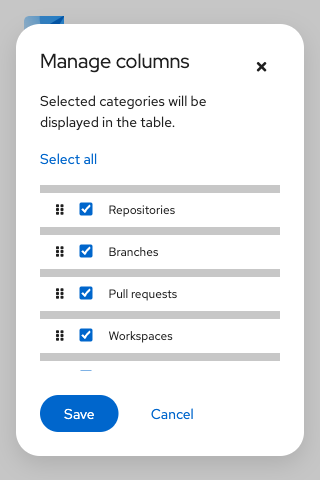 Manage columns
Selected categories will be
displayed in the table.
Select all
Repositories
Branches
Pull requests
Workspaces
Save
Cancel